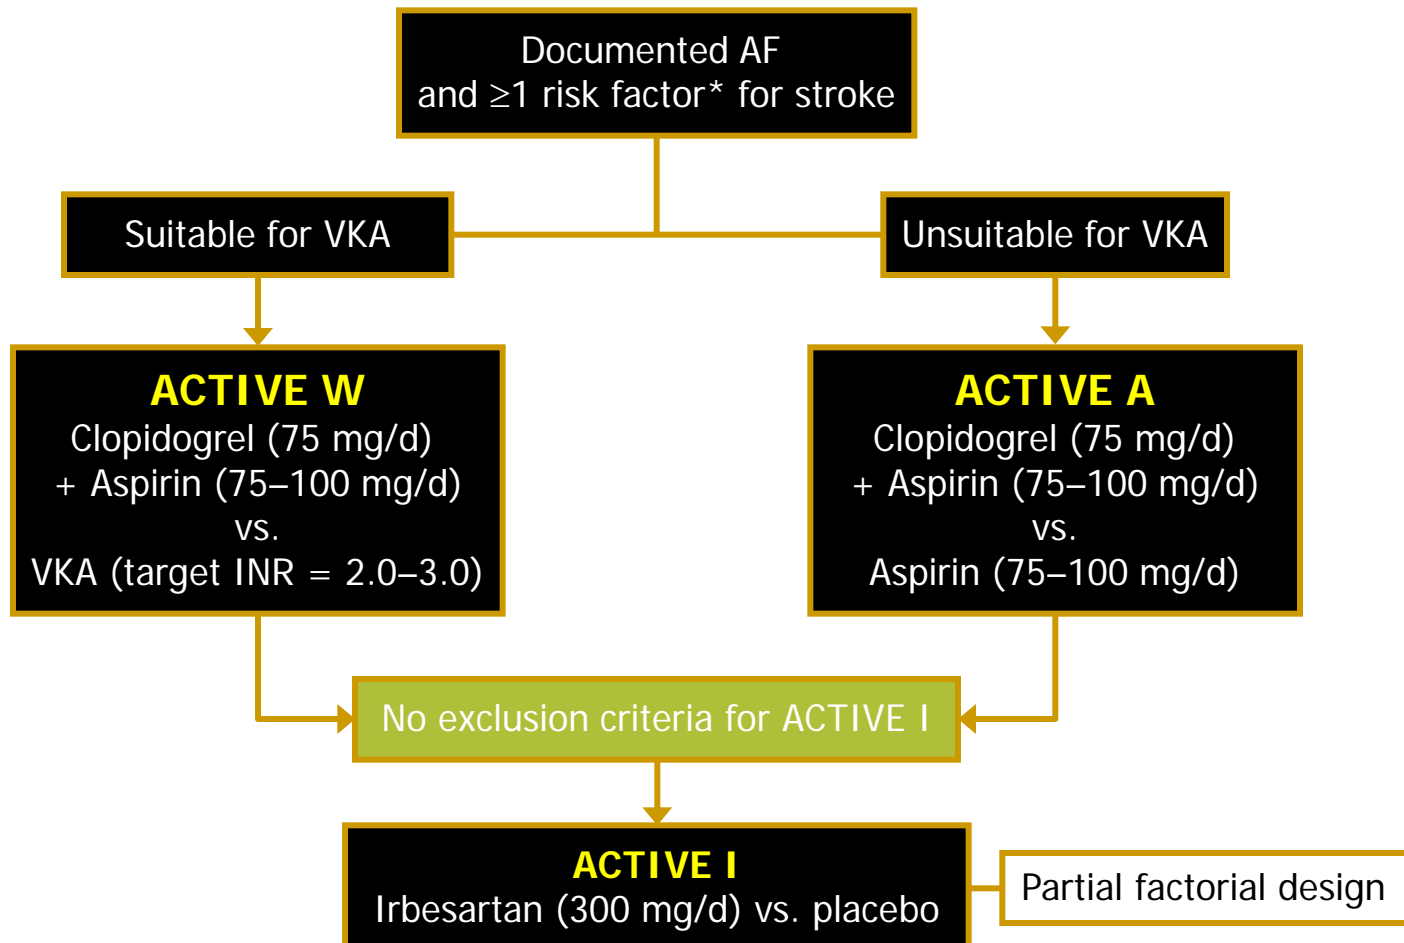 Documented AF
and ≥1 risk factor* for stroke
Suitable for VKA
Unsuitable for VKA
ACTIVE W
Clopidogrel (75 mg/d)
+ Aspirin (75–100 mg/d)
vs.
VKA (target INR = 2.0–3.0)
ACTIVE A
Clopidogrel (75 mg/d)
+ Aspirin (75–100 mg/d)
vs.
Aspirin (75–100 mg/d)
No exclusion criteria for ACTIVE I
ACTIVE I
Irbesartan (300 mg/d) vs. placebo
Partial factorial design